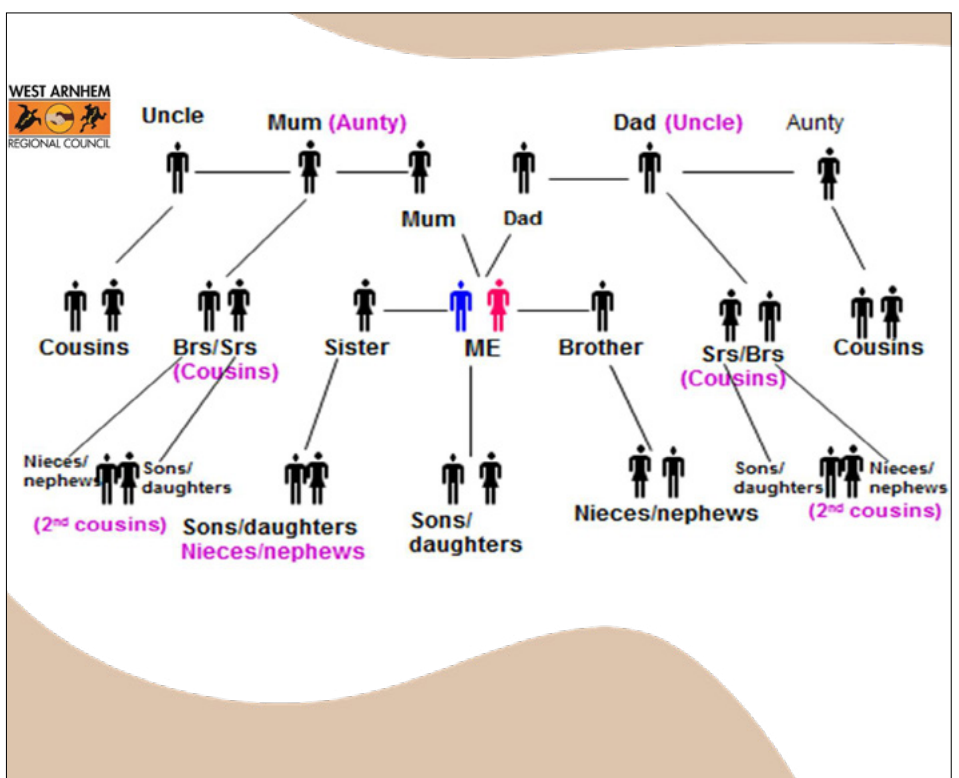 WEST ARNHEM
REGIONAL COUNCIL
Uncle
Mum (Aunty)
Dad (Uncle)
Aunty
Mum
Dad
Cousins
Brs/Srs
(Cousins)
Sister
ME
Brother
Srs/Brs
(Cousins)
Cousins
Nieces/
nephews
Sons/
daughters
(2nd cousins)
Sons/daughters
Nieces/nephews
Sons/
daughters
Nieces/nephews
Sons/
daughters
Nieces/
nephews
(2nd cousins)